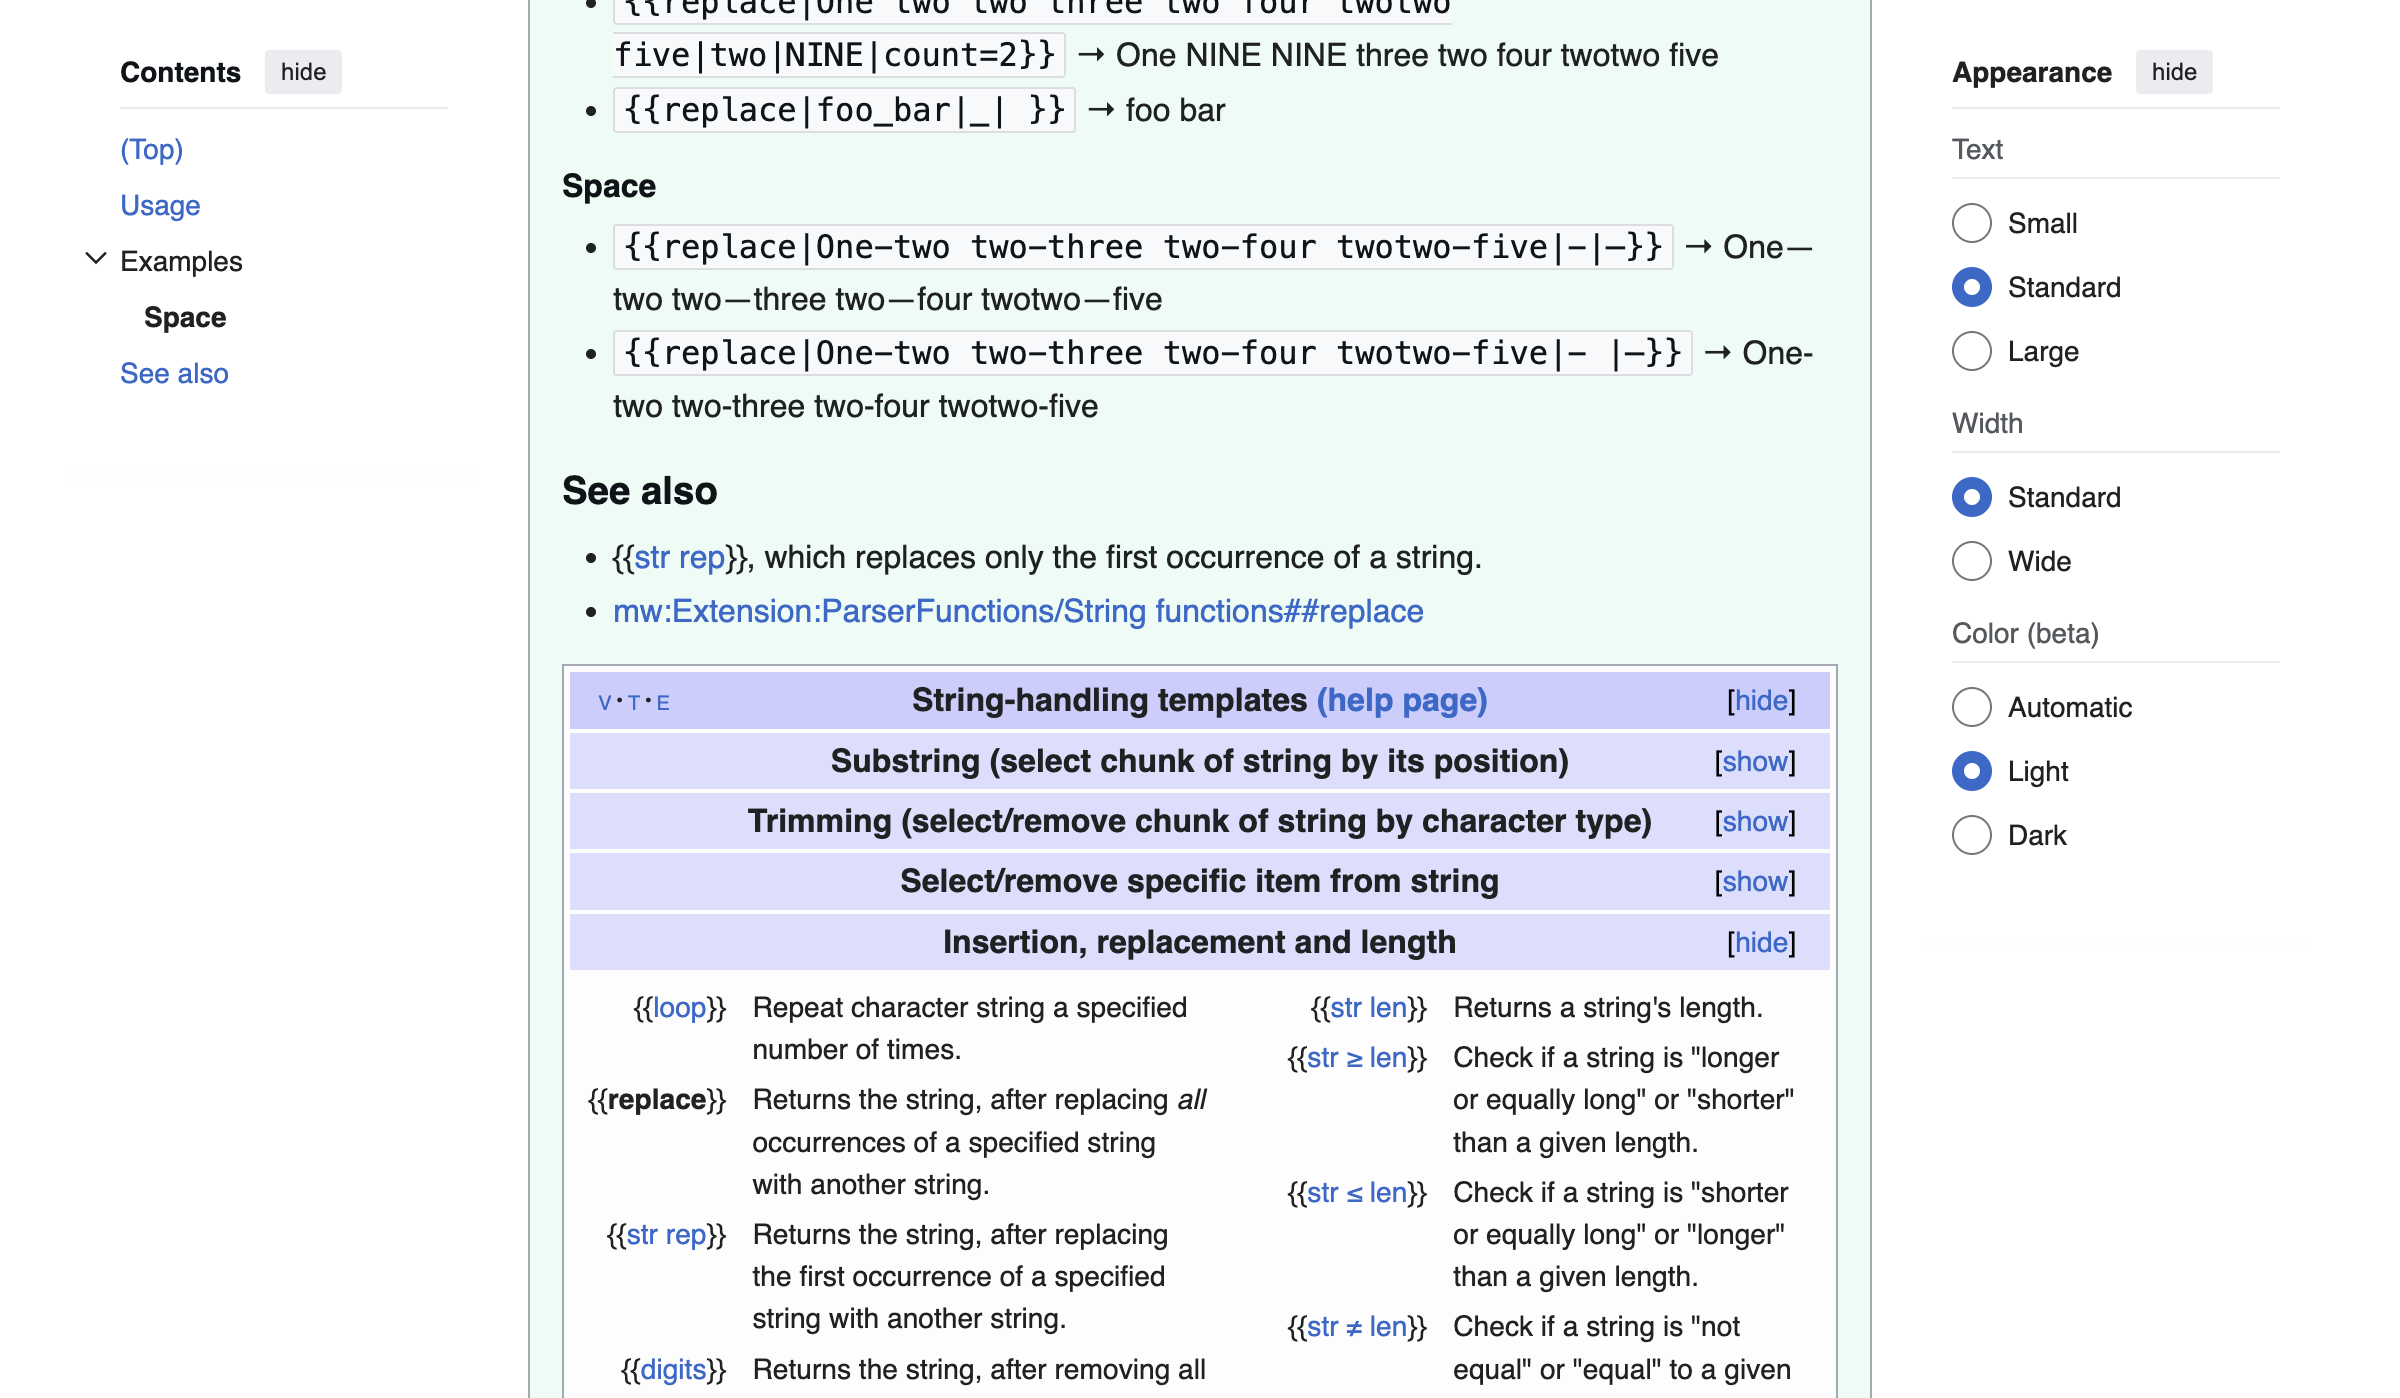 Contents hide
(Top)
Usage
Examples
Space
See also
{{replace|One two two three two four twotwo
five|two|NINE|count=2}} → One NINE NINE three two four twotwo five
{{replace|foo_bar|_| }} → foo bar
Space
{{replace|One-two two-three two-four twotwo-five|-|—}} → One—
two two—three two—four twotwo—five
{{replace|One-two two-three two-four twotwo-five|- |—}} → One-
two two-three two-four twotwo-five
See also
{{str rep}}, which replaces only the first occurrence of a string.
mw:Extension:ParserFunctions/String functions##replace
V·T·E String-handling templates (help page) [hide]
Substring (select chunk of string by its position) [show]
Trimming (select/remove chunk of string by character type) [show]
Select/remove specific item from string [show]
Insertion, replacement and length [hide]
{{loop}} Repeat character string a specified
number of times.
{{replace}} Returns the string, after replacing all
occurrences of a specified string
with another string.
{{str rep}} Returns the string, after replacing
the first occurrence of a specified
string with another string.
{{digits}} Returns the string, after removing all
{{str len}} Returns a string's length.
{{str ≥ len}} Check if a string is "longer
or equally long" or "shorter"
than a given length.
{{str ≤ len}} Check if a string is "shorter
or equally long" or "longer"
than a given length.
{{str ≠ len}} Check if a string is "not
equal" or "equal" to a given
Appearance hide
Text
Small
Standard
Large
Width
Standard
Wide
Color (beta)
Automatic
Light
Dark